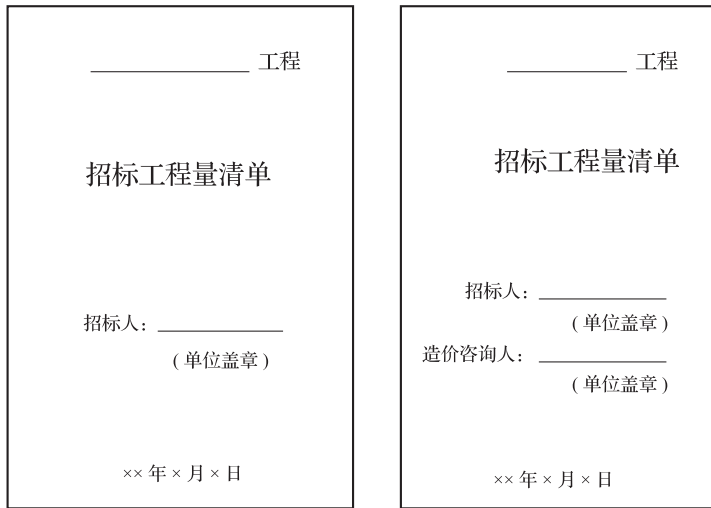 工程
招标工程量清单
招标人：
(单位盖章)
×× 年 × 月 × 日
工程
招标工程量清单
招标人：
(单位盖章)
造价咨询人：
(单位盖章)
×× 年 × 月 × 日